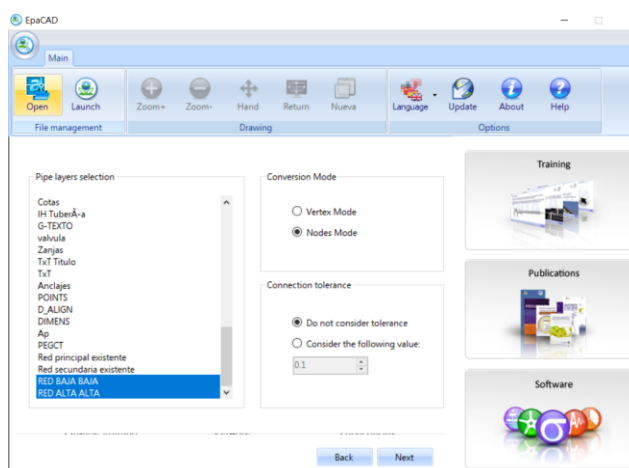 EpaCAD
Main
Open
Launch
Zoom+
Zoom-
Hand
Return
Nueva
Language
Update
About
Help
File management
Drawing
Options
Pipe layers selection
Cotas
IH TuberÃ-a
G-TEXTO
valvula
Zanjas
TxT Titulo
TxT
Anclajes
POINTS
D_ALIGN
DIMENS
Ap
PEGCT
Red principal existente
Red secundaria existente
RED BAJA BAJA
RED ALTA ALTA
Conversion Mode
Vertex Mode
Nodes Mode
Connection tolerance
Do not consider tolerance
Consider the following value:
0.1
Back
Next
Training
Publications
Software